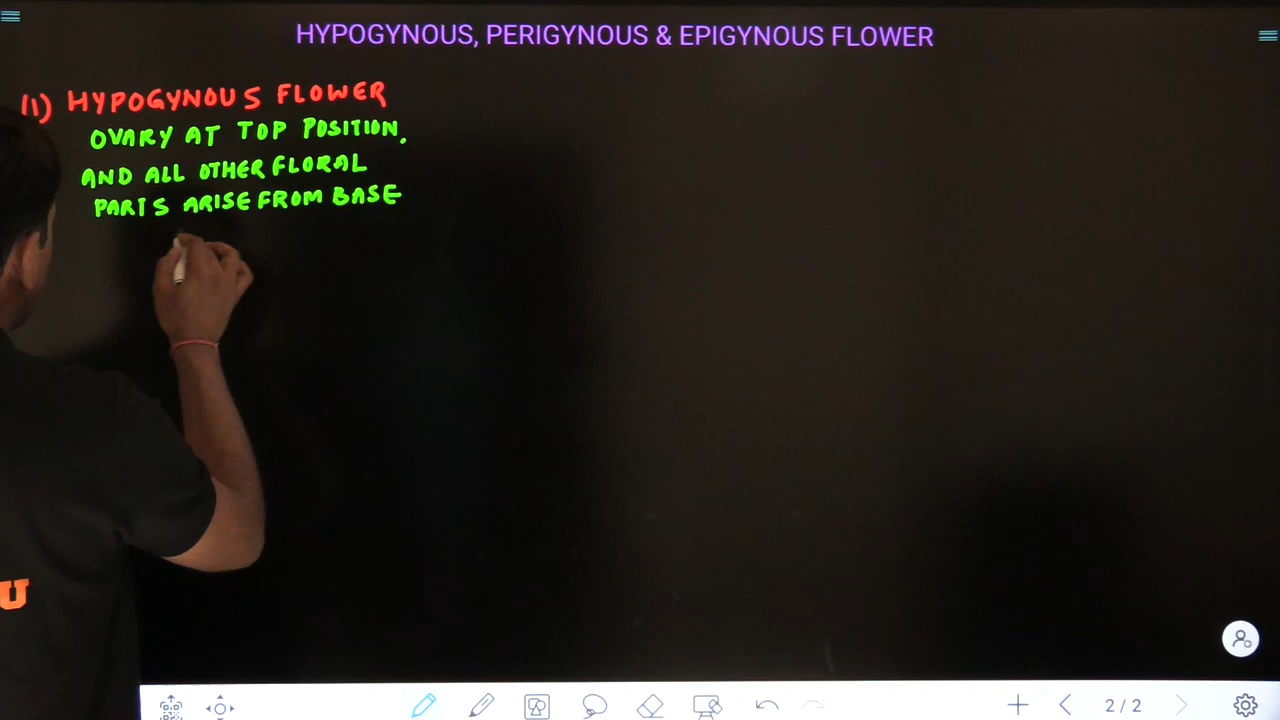 HYPOGYNOUS, PERIGYNOUS & EPIGYNOUS FLOWER
(1) HYPOGYNOUS FLOWER
OVARY AT TOP POSITION.
AND ALL OTHER FLORAL
PARTS ARISE FROM BASE
U
2/2